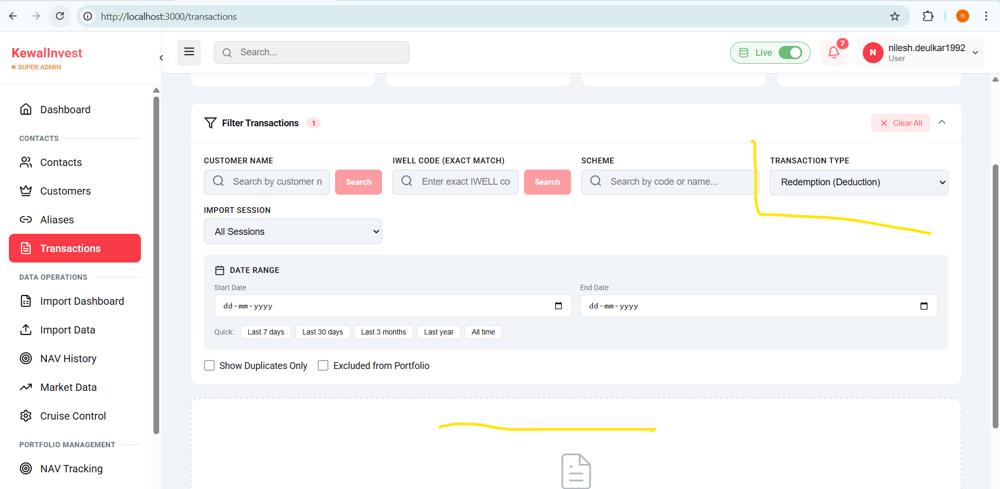 http://localhost:3000/transactions
n
KewalInvest
SUPER ADMIN
Search...
Live
7
N
nilesh.deulkar1992
User
Dashboard
CONTACTS
Contacts
Customers
Aliases
Transactions
DATA OPERATIONS
Import Dashboard
Import Data
NAV History
Market Data
Cruise Control
PORTFOLIO MANAGEMENT
NAV Tracking
Filter Transactions 1
Clear All
CUSTOMER NAME
Search by customer n
Search
IWELL CODE (EXACT MATCH)
Enter exact IWELL co
Search
SCHEME
Search by code or name...
TRANSACTION TYPE
Redemption (Deduction)
IMPORT SESSION
All Sessions
DATE RANGE
Start Date
dd-mm-yyyy
End Date
dd-mm-yyyy
Quick: Last 7 days Last 30 days Last 3 months Last year All time
Show Duplicates Only Excluded from Portfolio